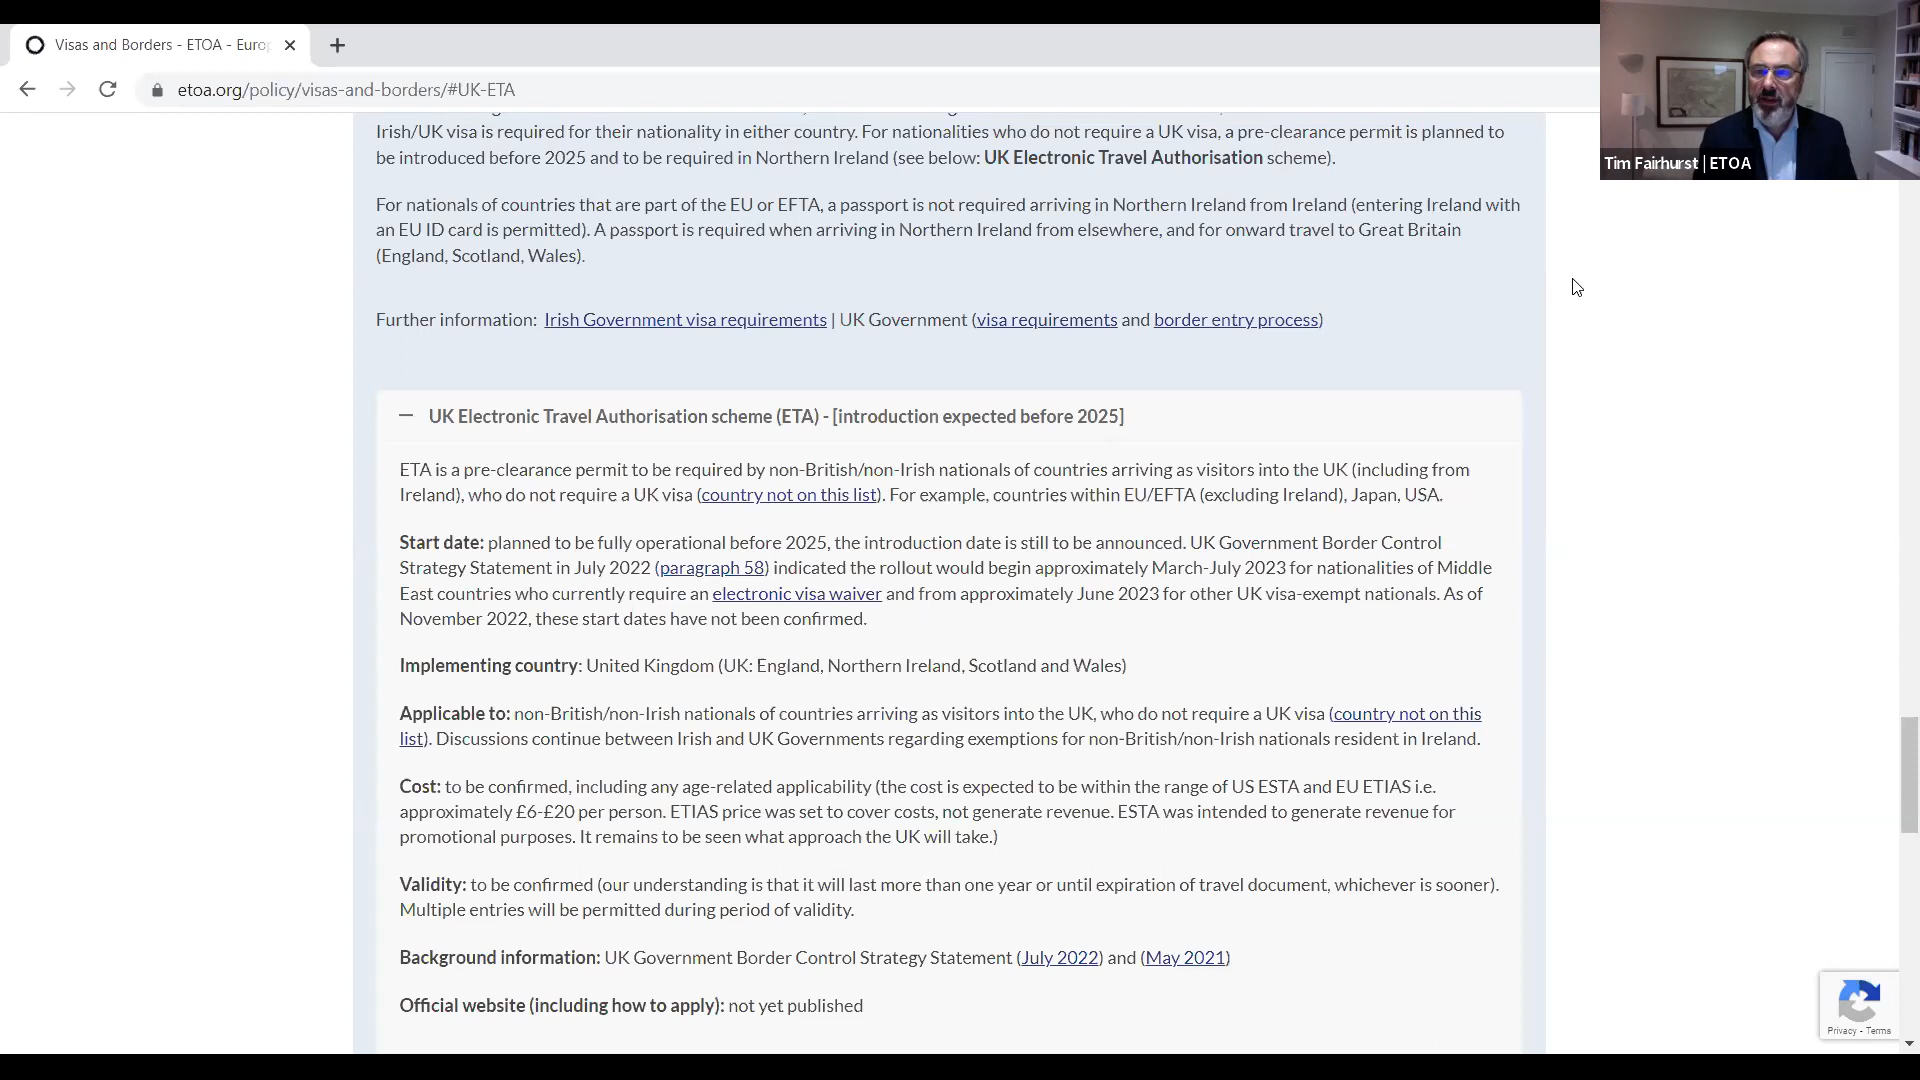 Visas and Borders - ETOA - Euro
etoa.org/policy/visas-and-borders/#UK-ETA
Tim Fairhurst | ETOA
Irish/UK visa is required for their nationality in either country. For nationalities who do not require a UK visa, a pre-clearance permit is planned to
be introduced before 2025 and to be required in Northern Ireland (see below: UK Electronic Travel Authorisation scheme).
For nationals of countries that are part of the EU or EFTA, a passport is not required arriving in Northern Ireland from Ireland (entering Ireland with
an EU ID card is permitted). A passport is required when arriving in Northern Ireland from elsewhere, and for onward travel to Great Britain
(England, Scotland, Wales).
Further information: Irish Government visa requirements | UK Government (visa requirements and border entry process)
UK Electronic Travel Authorisation scheme (ETA) - [introduction expected before 2025]
ETA is a pre-clearance permit to be required by non-British/non-Irish nationals of countries arriving as visitors into the UK (including from
Ireland), who do not require a UK visa (country not on this list). For example, countries within EU/EFTA (excluding Ireland), Japan, USA.
Start date: planned to be fully operational before 2025, the introduction date is still to be announced. UK Government Border Control
Strategy Statement in July 2022 (paragraph 58) indicated the rollout would begin approximately March-July 2023 for nationalities of Middle
East countries who currently require an electronic visa waiver and from approximately June 2023 for other UK visa-exempt nationals. As of
November 2022, these start dates have not been confirmed.
Implementing country: United Kingdom (UK: England, Northern Ireland, Scotland and Wales)
Applicable to: non-British/non-Irish nationals of countries arriving as visitors into the UK, who do not require a UK visa (country not on this
list). Discussions continue between Irish and UK Governments regarding exemptions for non-British/non-Irish nationals resident in Ireland.
Cost: to be confirmed, including any age-related applicability (the cost is expected to be within the range of US ESTA and EU ETIAS i.e.
approximately £6-£20 per person. ETIAS price was set to cover costs, not generate revenue. ESTA was intended to generate revenue for
promotional purposes. It remains to be seen what approach the UK will take.)
Validity: to be confirmed (our understanding is that it will last more than one year or until expiration of travel document, whichever is sooner).
Multiple entries will be permitted during period of validity.
Background information: UK Government Border Control Strategy Statement (July 2022) and (May 2021)
Official website (including how to apply): not yet published
Privacy - Terms